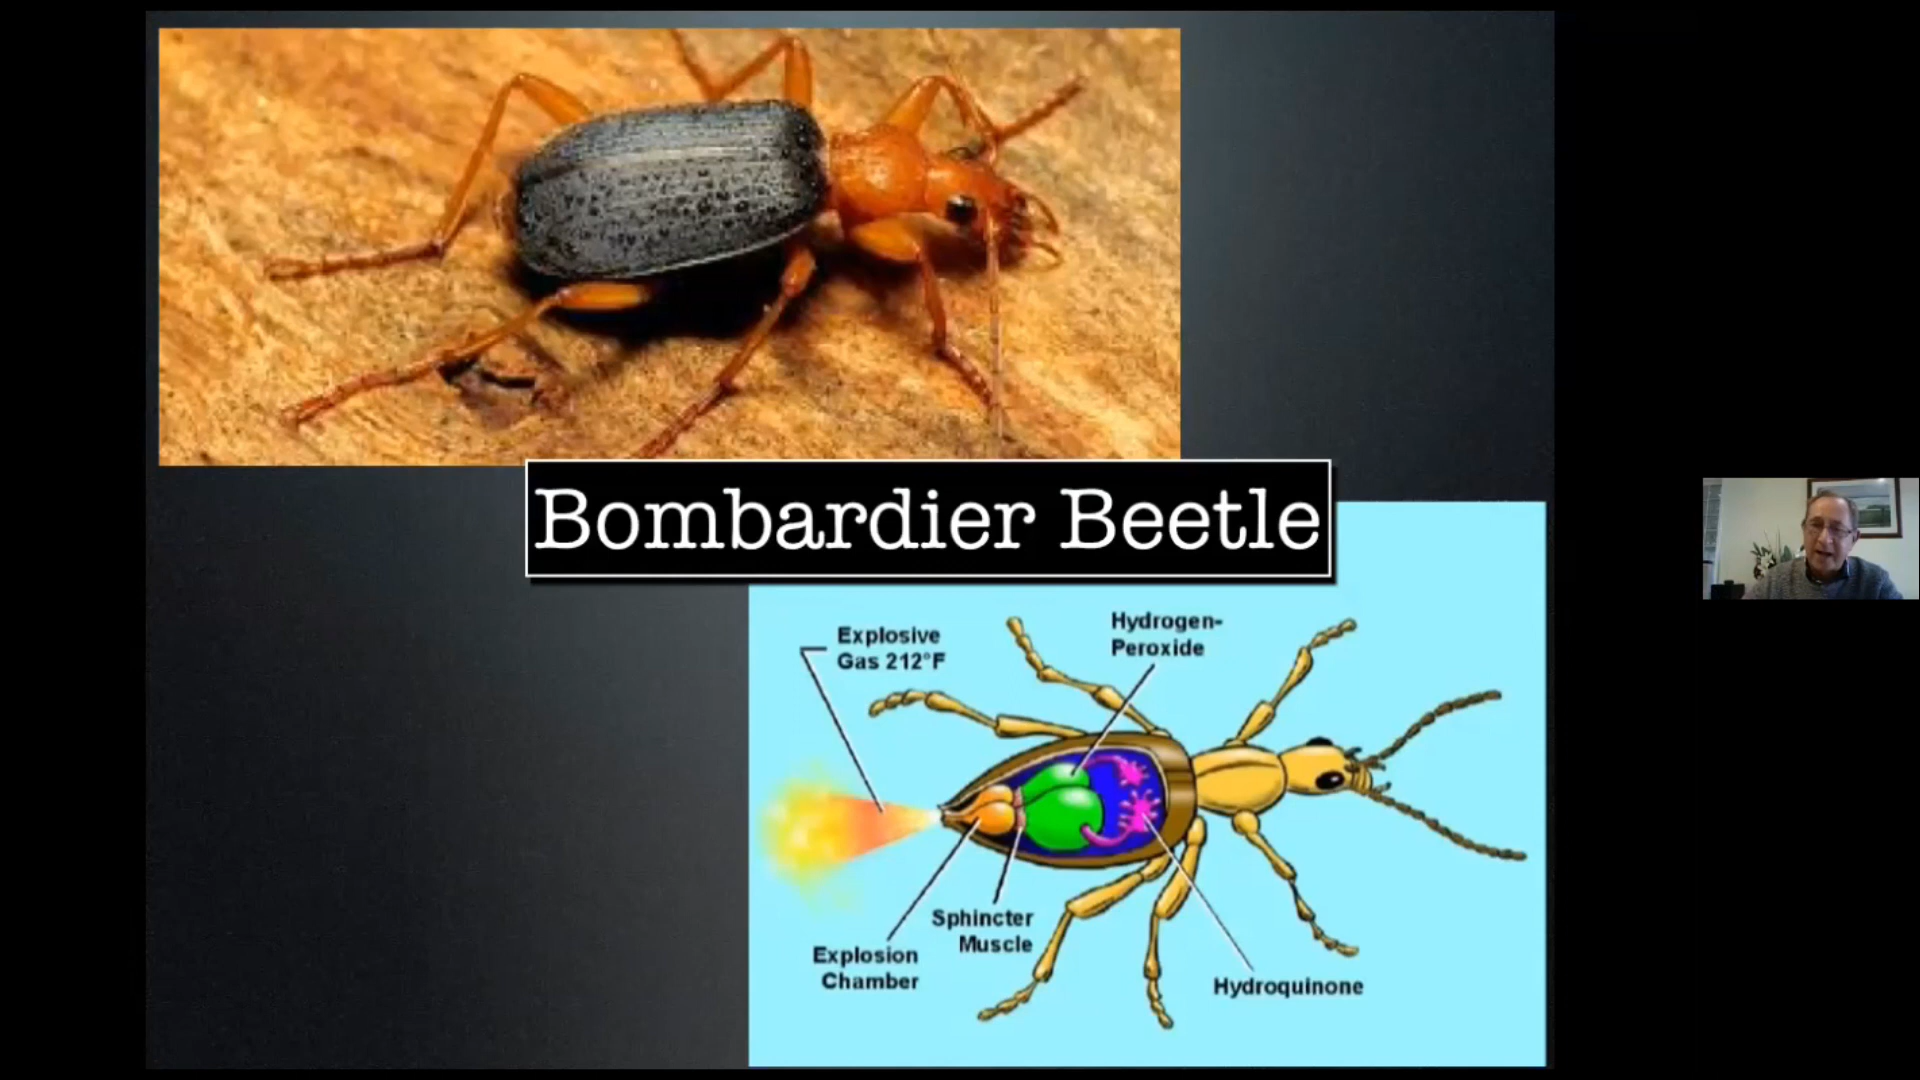 Bombardier Beetle
Explosive
Gas 212°F
Hydrogen-
Peroxide
Sphincter
Muscle
Explosion
Chamber
Hydroquinone